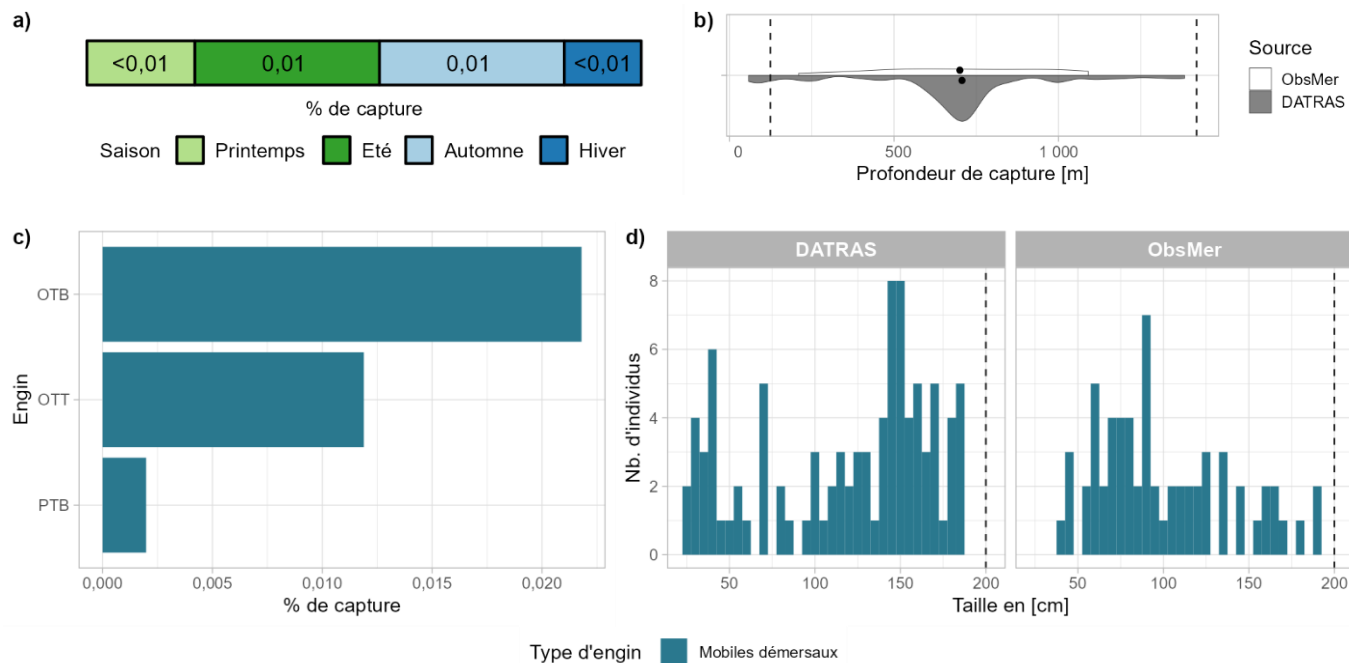 a)
<0,01 0,01 0,01 <0,01
% de capture
Saison Printemps Eté Automne Hiver
b)
0 500 1 000
Profondeur de capture [m]
Source
ObsMer
DATRAS
c)
Engin
OTB
OTT
PTB
0,000 0,005 0,010 0,015 0,020
% de capture
d)
DATRAS ObsMer
Nb. d'individus
8
6
4
2
0
50 100 150 200 50 100 150 200
Taille en [cm]
Type d'engin Mobiles démersaux